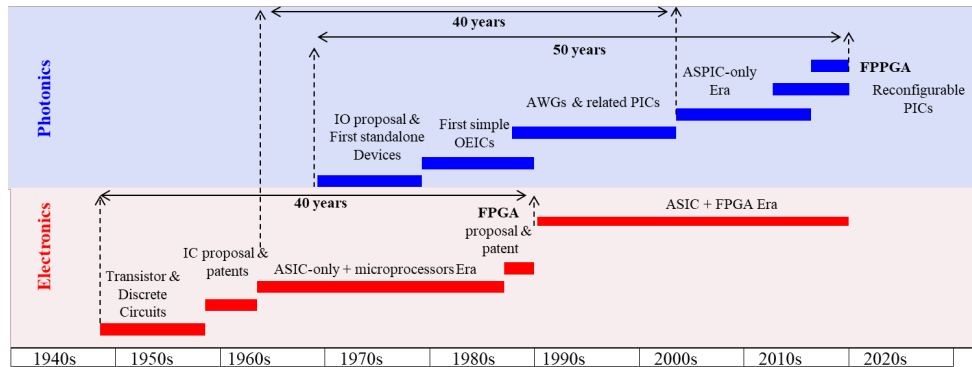 40 years
50 years
Photonics
FPPGA
ASPIC-only
Era
Reconfigurable
PICs
AWGs & related PICs
IO proposal &
First standalone
Devices
First simple
OEICs
40 years
Electronics
FPGA
proposal &
patent
ASIC + FPGA Era
IC proposal &
patents
ASIC-only + microprocessors Era
Transistor &
Discrete
Circuits
1940s 1950s 1960s 1970s 1980s 1990s 2000s 2010s 2020s